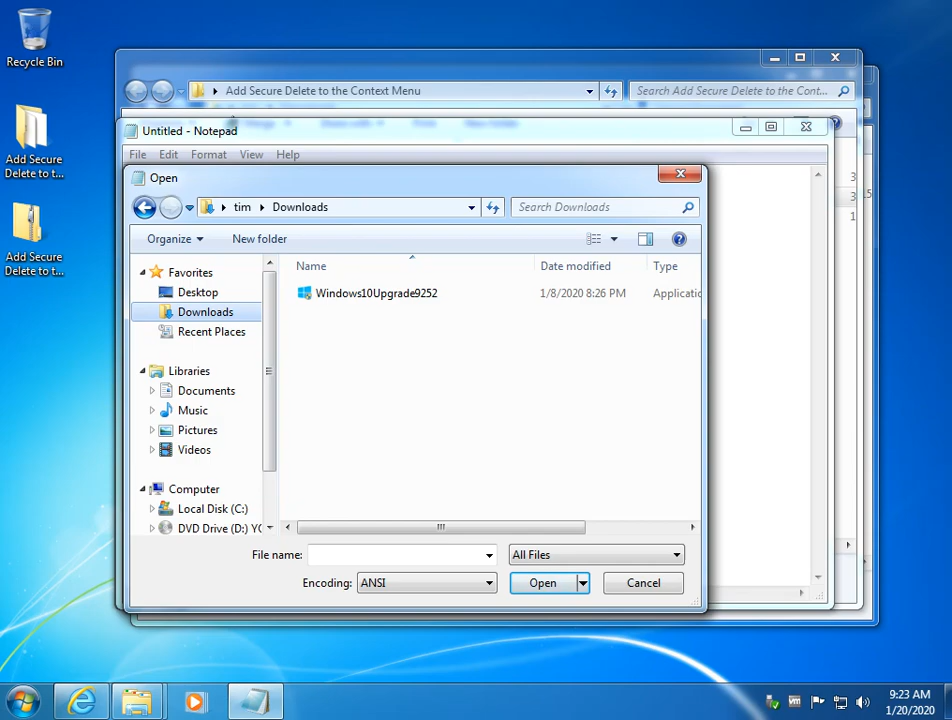 Recycle Bin
Add Secure
Delete to t...
Add Secure
Delete to t...
Add Secure Delete to the Context Menu
Search Add Secure Delete to the Cont...
Untitled - Notepad
File Edit Format View Help
Open
tim Downloads
Search Downloads
Organize New folder
Name Date modified Type
Windows10Upgrade9252 1/8/2020 8:26 PM Applicatio
Favorites
Desktop
Downloads
Recent Places
Libraries
Documents
Music
Pictures
Videos
Computer
Local Disk (C:)
DVD Drive (D:) YO
File name:
All Files
Encoding: ANSI
Open Cancel
9:23 AM
1/20/2020